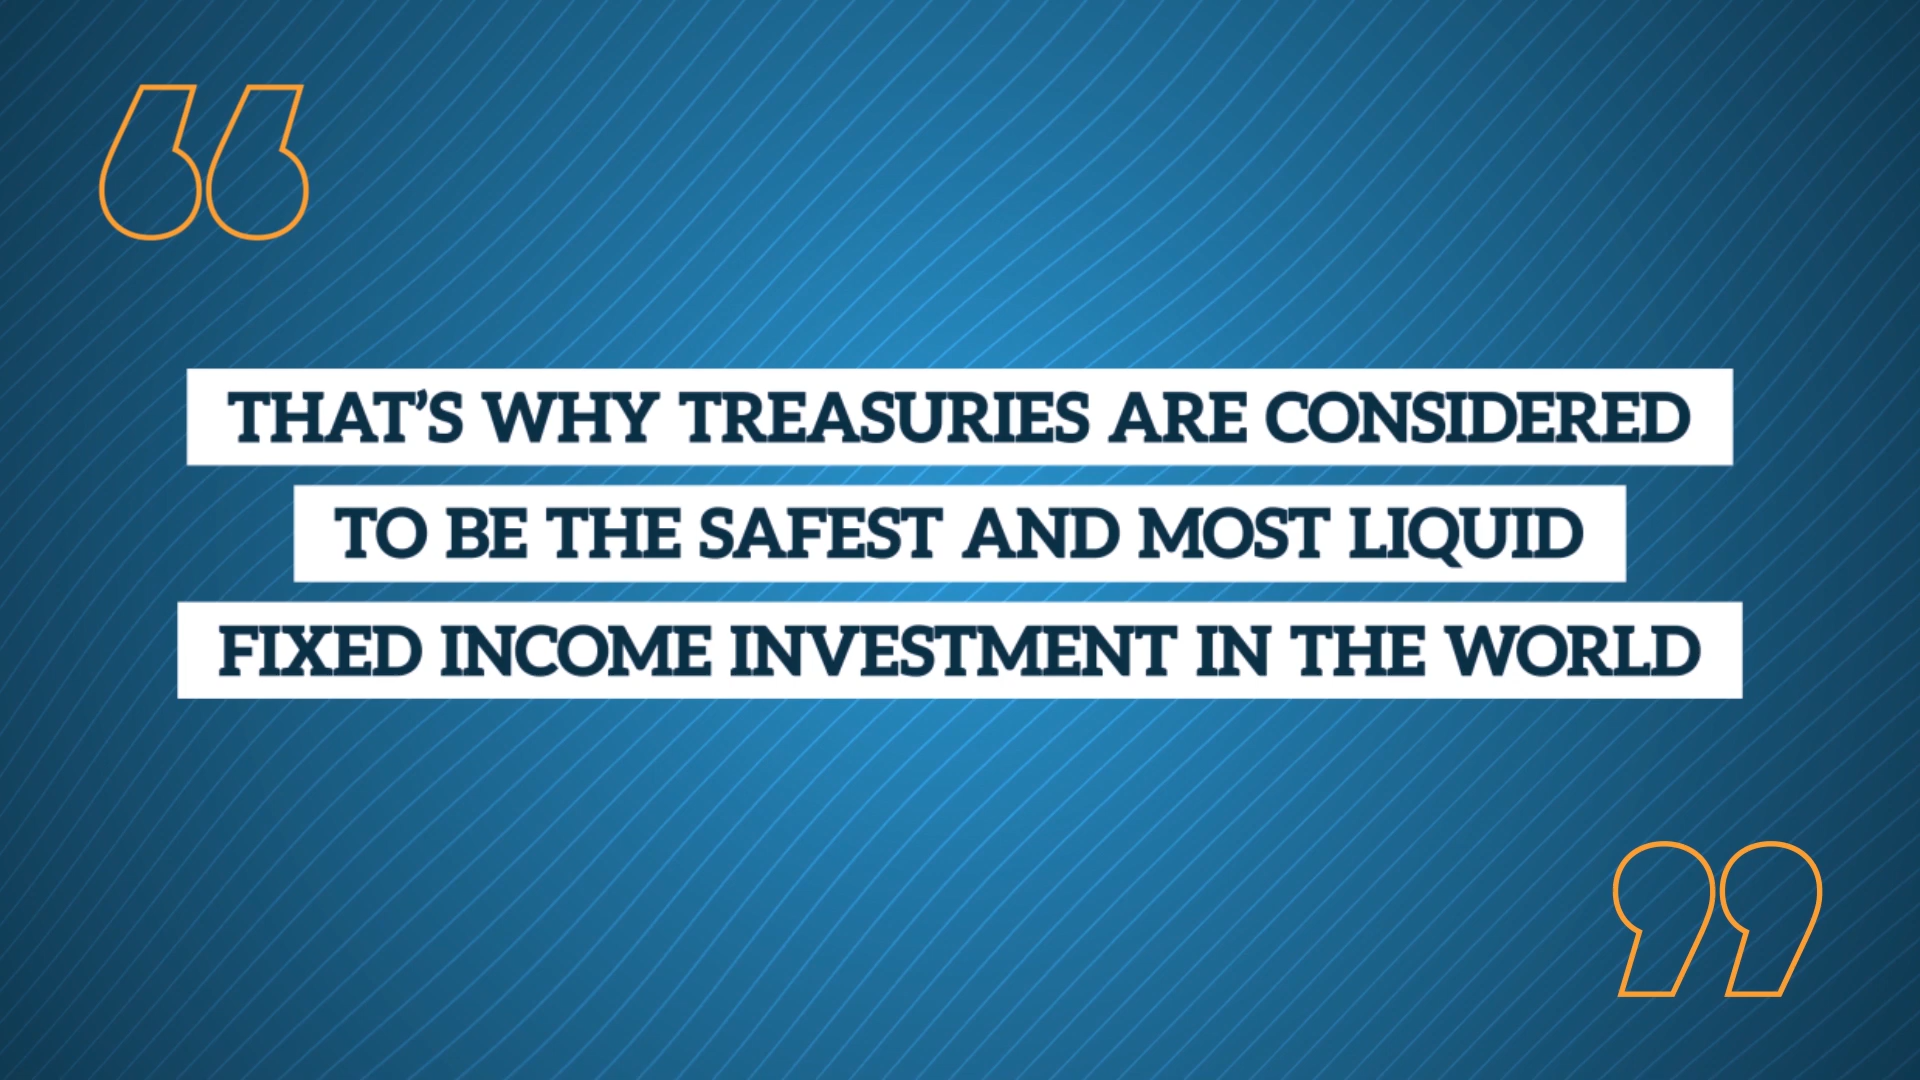 THAT’S WHY TREASURIES ARE CONSIDERED
TO BE THE SAFEST AND MOST LIQUID
FIXED INCOME INVESTMENT IN THE WORLD